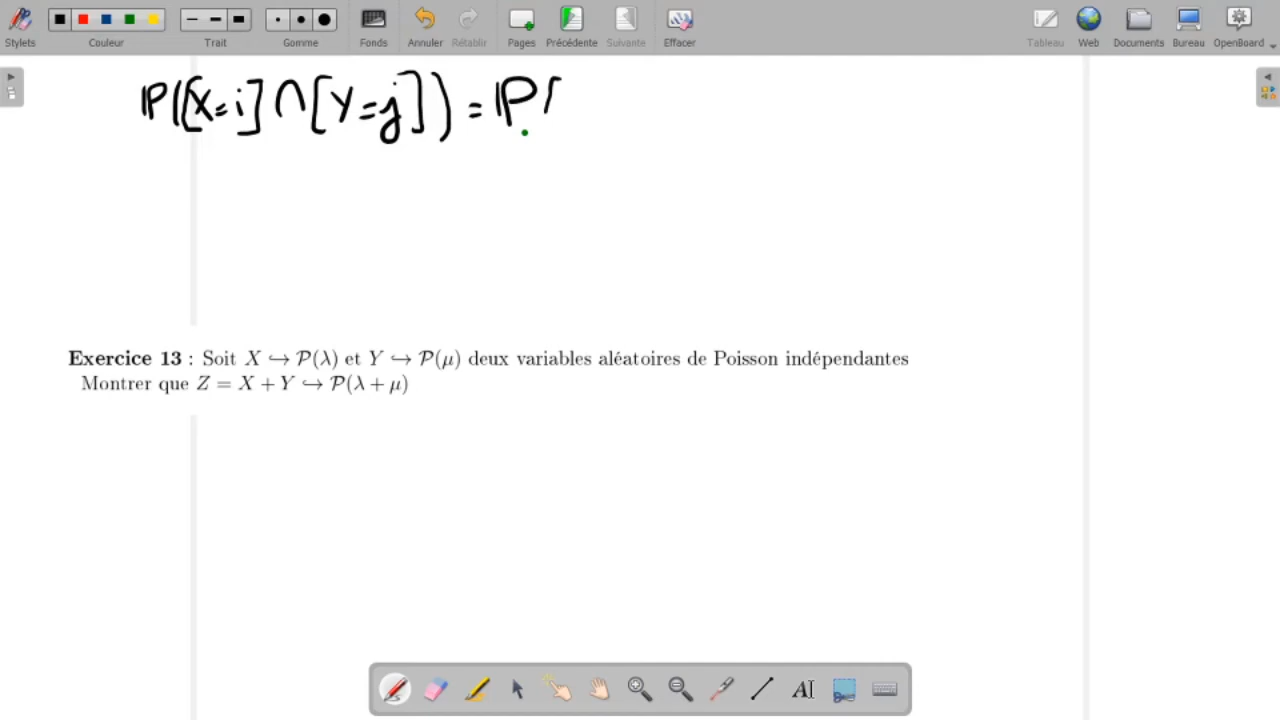 Stylets Couleur Trait Gomme Fonds Annuler Rétablir Pages Précédente Suivante Effacer Tableau Web Documents Bureau OpenBoard
ℙ([X=i]∩[Y=j])=ℙ(
Exercice 13 : Soit X ↪ 𝒫(λ) et Y ↪ 𝒫(μ) deux variables aléatoires de Poisson indépendantes
Montrer que Z = X + Y ↪ 𝒫(λ + μ)
AI